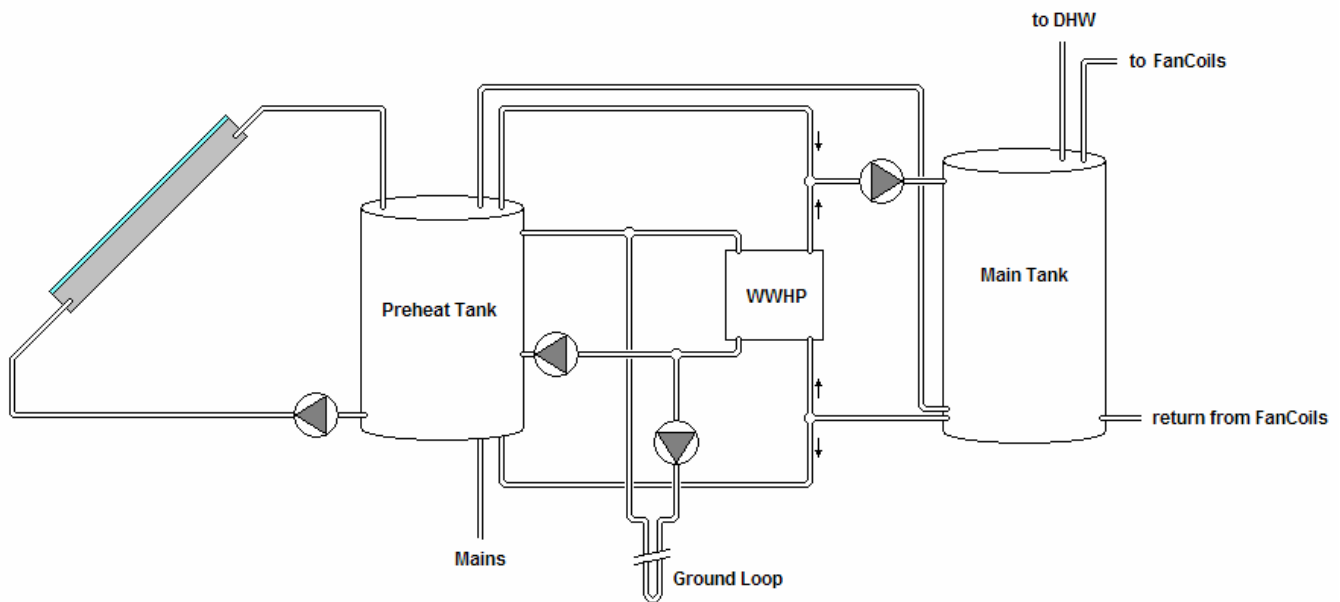 to DHW
to FanCoils
Preheat Tank
WWHP
Main Tank
return from FanCoils
Mains
Ground Loop